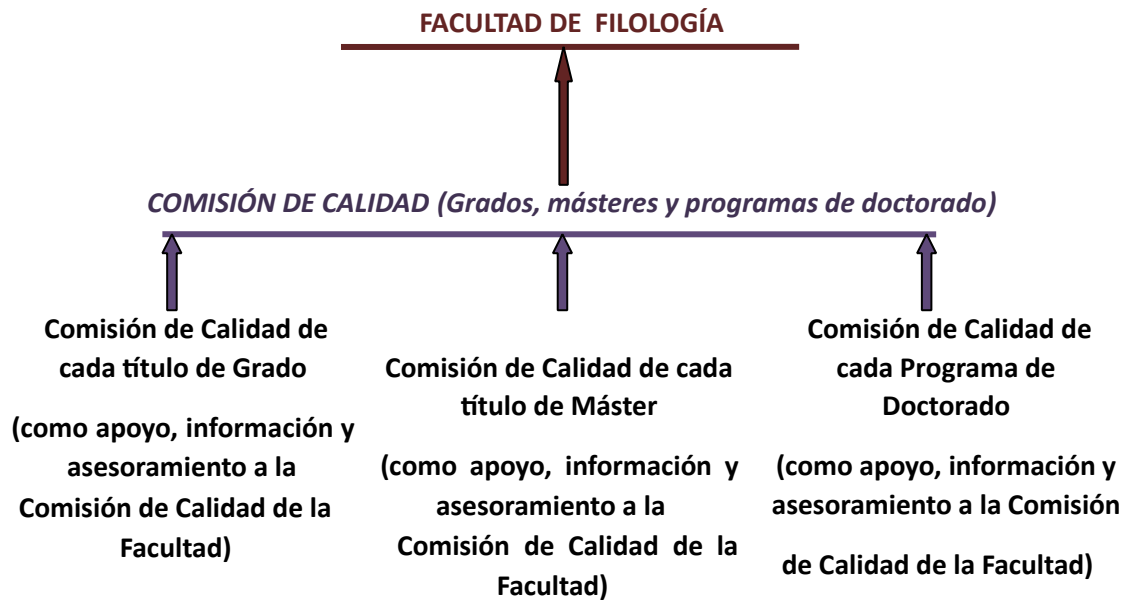 FACULTAD DE FILOLOGÍA
COMISIÓN DE CALIDAD (Grados, másteres y programas de doctorado)
Comisión de Calidad de
cada título de Grado
(como apoyo, información y
asesoramiento a la
Comisión de Calidad de la
Facultad)
Comisión de Calidad de cada
título de Máster
(como apoyo, información y
asesoramiento a la
Comisión de Calidad de la
Facultad)
Comisión de Calidad de
cada Programa de
Doctorado
(como apoyo, información y
asesoramiento a la Comisión
de Calidad de la Facultad)